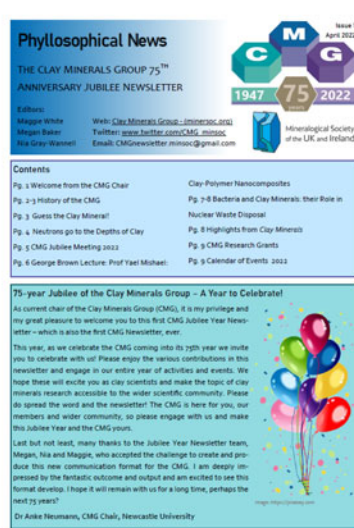 Issue 1
April 2022
Phyllosophical News
THE CLAY MINERALS GROUP 75TH
ANNIVERSARY JUBILEE NEWSLETTER
Editors:
Maggie White
Megan Baker
Nia Gray-Wannell
Web: Clay Minerals Group - (minersoc.org)
Twitter: www.twitter.com/CMG_minsoc
Email: CMGnewsletter.minsoc@gmail.com
C M G
1947 75 years 2022
Mineralogical Society
of the UK and Ireland
Contents
Pg. 1 Welcome from the CMG Chair
Pg. 2-3 History of the CMG
Pg. 3 Guess the Clay Mineral!
Pg. 4 Neutrons go to the Depths of Clay
Pg. 5 CMG Jubilee Meeting 2022
Pg. 6 George Brown Lecture: Prof Yael Mishael:
Clay-Polymer Nanocomposites
Pg. 7-8 Bacteria and Clay Minerals: their Role in
Nuclear Waste Disposal
Pg. 8 Highlights from Clay Minerals
Pg. 9 CMG Research Grants
Pg. 9 Calendar of Events 2022
75-year Jubilee of the Clay Minerals Group – A Year to Celebrate!
As current chair of the Clay Minerals Group (CMG), it is my privilege and
my great pleasure to welcome you to this first CMG Jubilee Year News-
letter – which is also the first CMG Newsletter, ever.
This year, as we celebrate the CMG coming into its 75th year we invite
you to celebrate with us! Please enjoy the various contributions in this
newsletter and engage in our entire year of activities and events. We
hope these will excite you as clay scientists and make the topic of clay
minerals research accessible to the wider scientific community. Please
do spread the word and the newsletter! The CMG is here for you, our
members and wider community, so please engage with us and make
this Jubilee Year and the CMG yours.
Last but not least, many thanks to the Jubilee Year Newsletter team,
Megan, Nia and Maggie, who accepted the challenge to create and pro-
duce this new communication format for the CMG. I am deeply im-
pressed by the fantastic outcome and output and am excited to see this
format develop. I hope it will remain with us for a long time, perhaps the
next 75 years?
Dr Anke Neumann, CMG Chair, Newcastle University